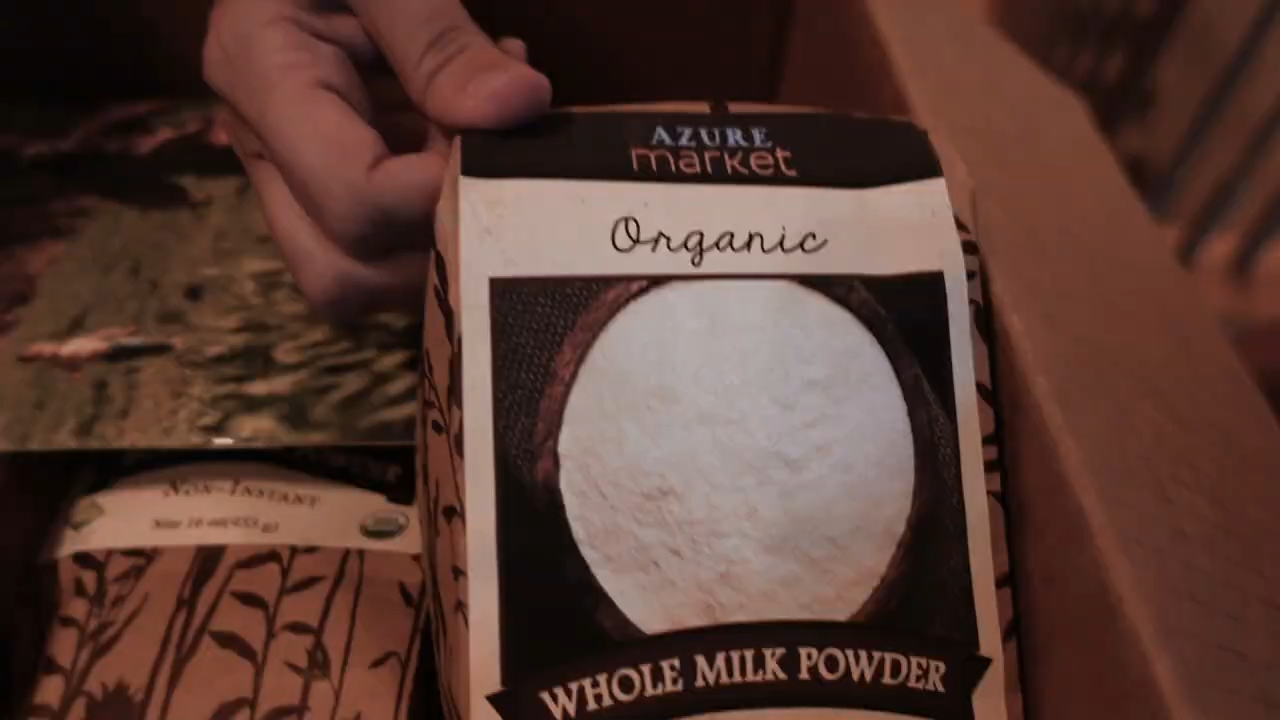 AZURE
market
Organic
WHOLE MILK POWDER
Non-Instant